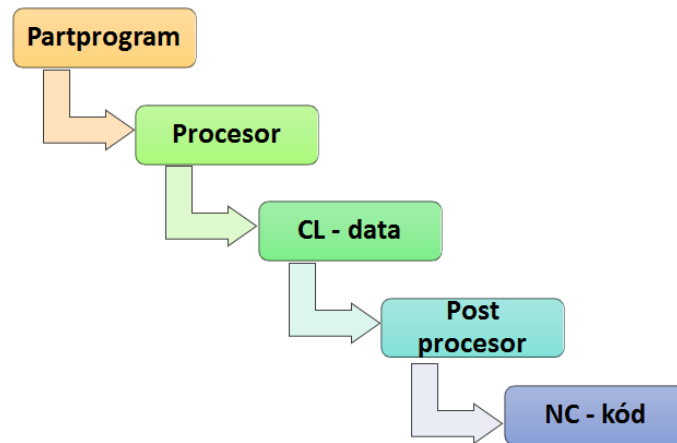 Partprogram
Procesor
CL - data
Post
procesor
NC - kód